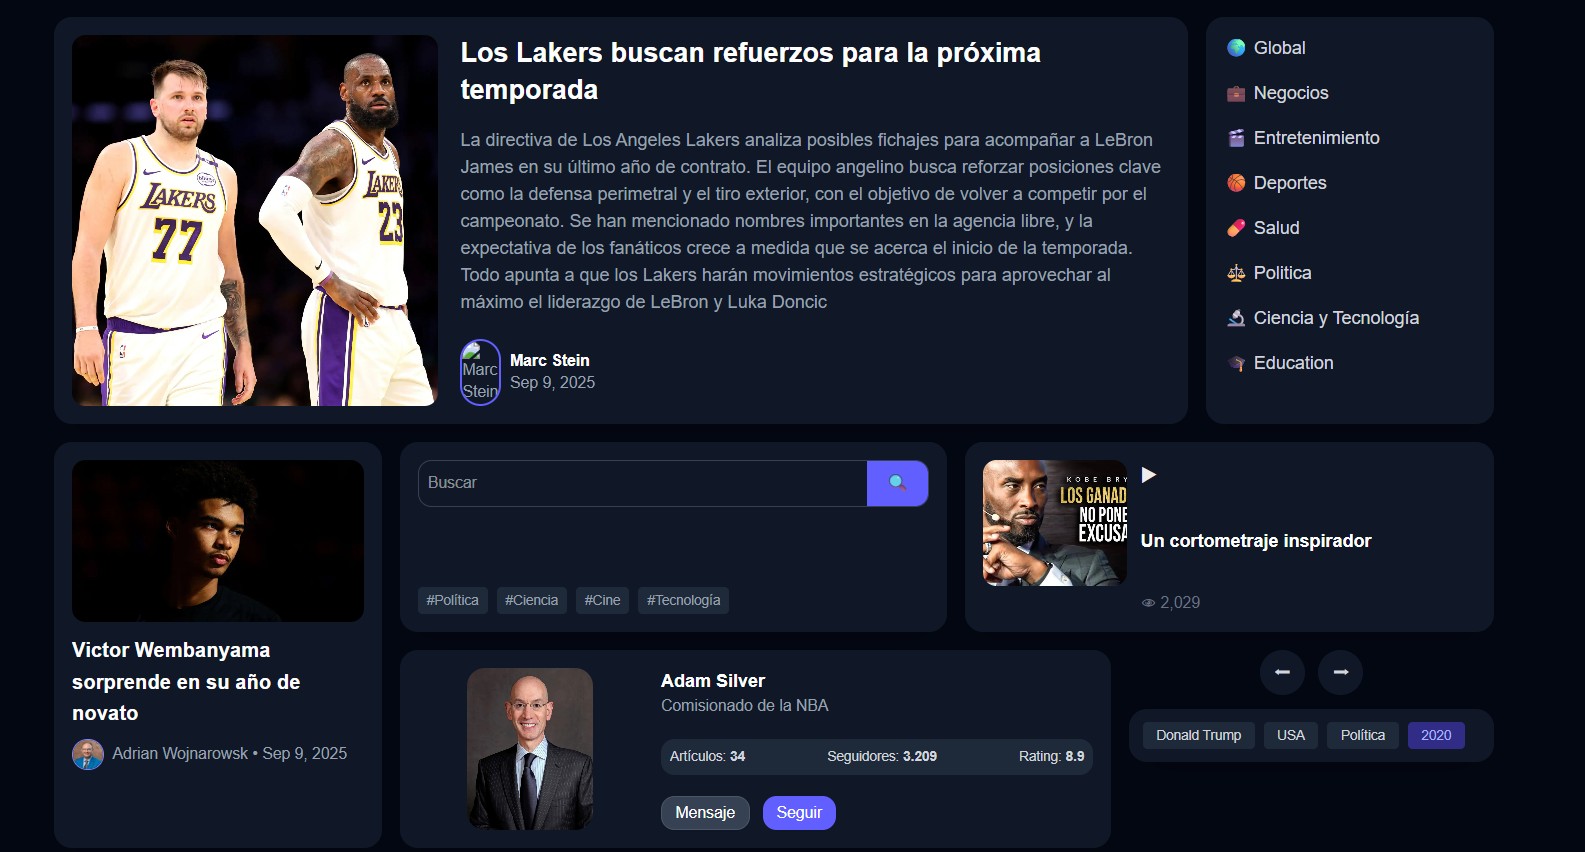 Los Lakers buscan refuerzos para la próxima
temporada
La directiva de Los Angeles Lakers analiza posibles fichajes para acompañar a LeBron
James en su último año de contrato. El equipo angelino busca reforzar posiciones clave
como la defensa perimetral y el tiro exterior, con el objetivo de volver a competir por el
campeonato. Se han mencionado nombres importantes en la agencia libre, y la
expectativa de los fanáticos crece a medida que se acerca el inicio de la temporada.
Todo apunta a que los Lakers harán movimientos estratégicos para aprovechar al
máximo el liderazgo de LeBron y Luka Doncic
Marc
Stein
Marc Stein
Sep 9, 2025
LAKERS
77
LAKER
23
Global
Negocios
Entretenimiento
Deportes
Salud
Politica
Ciencia y Tecnología
Education
Victor Wembanyama
sorprende en su año de
novato
Adrian Wojnarowsk • Sep 9, 2025
Buscar
#Política
#Ciencia
#Cine
#Tecnología
KOBE BRY
LOS GANAD
NO PONE
EXCUSA
Un cortometraje inspirador
2,029
Adam Silver
Comisionado de la NBA
Artículos: 34
Seguidores: 3.209
Rating: 8.9
Mensaje
Seguir
Donald Trump
USA
Política
2020